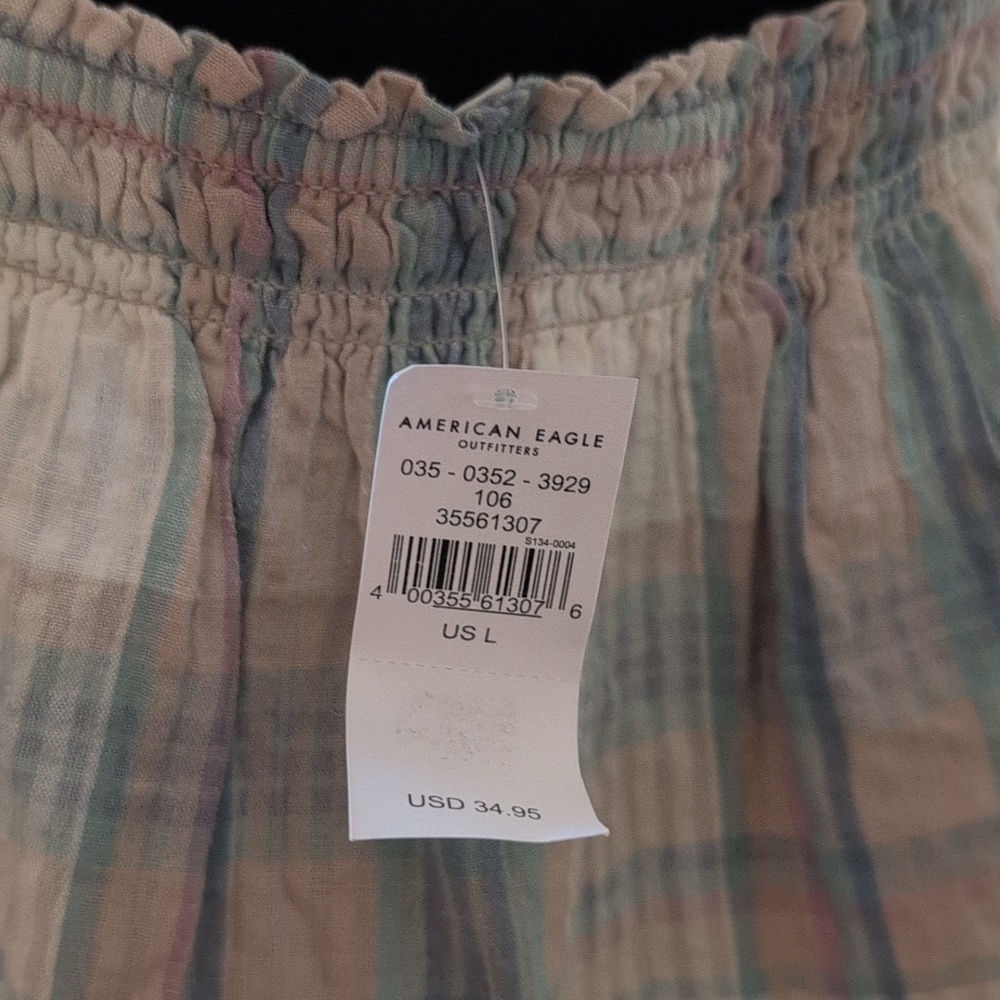 AMERICAN EAGLE
OUTFITTERS
035 - 0352 - 3929
106
35561307
S134-0004
4 00355 61307 6
US L
USD 34.95